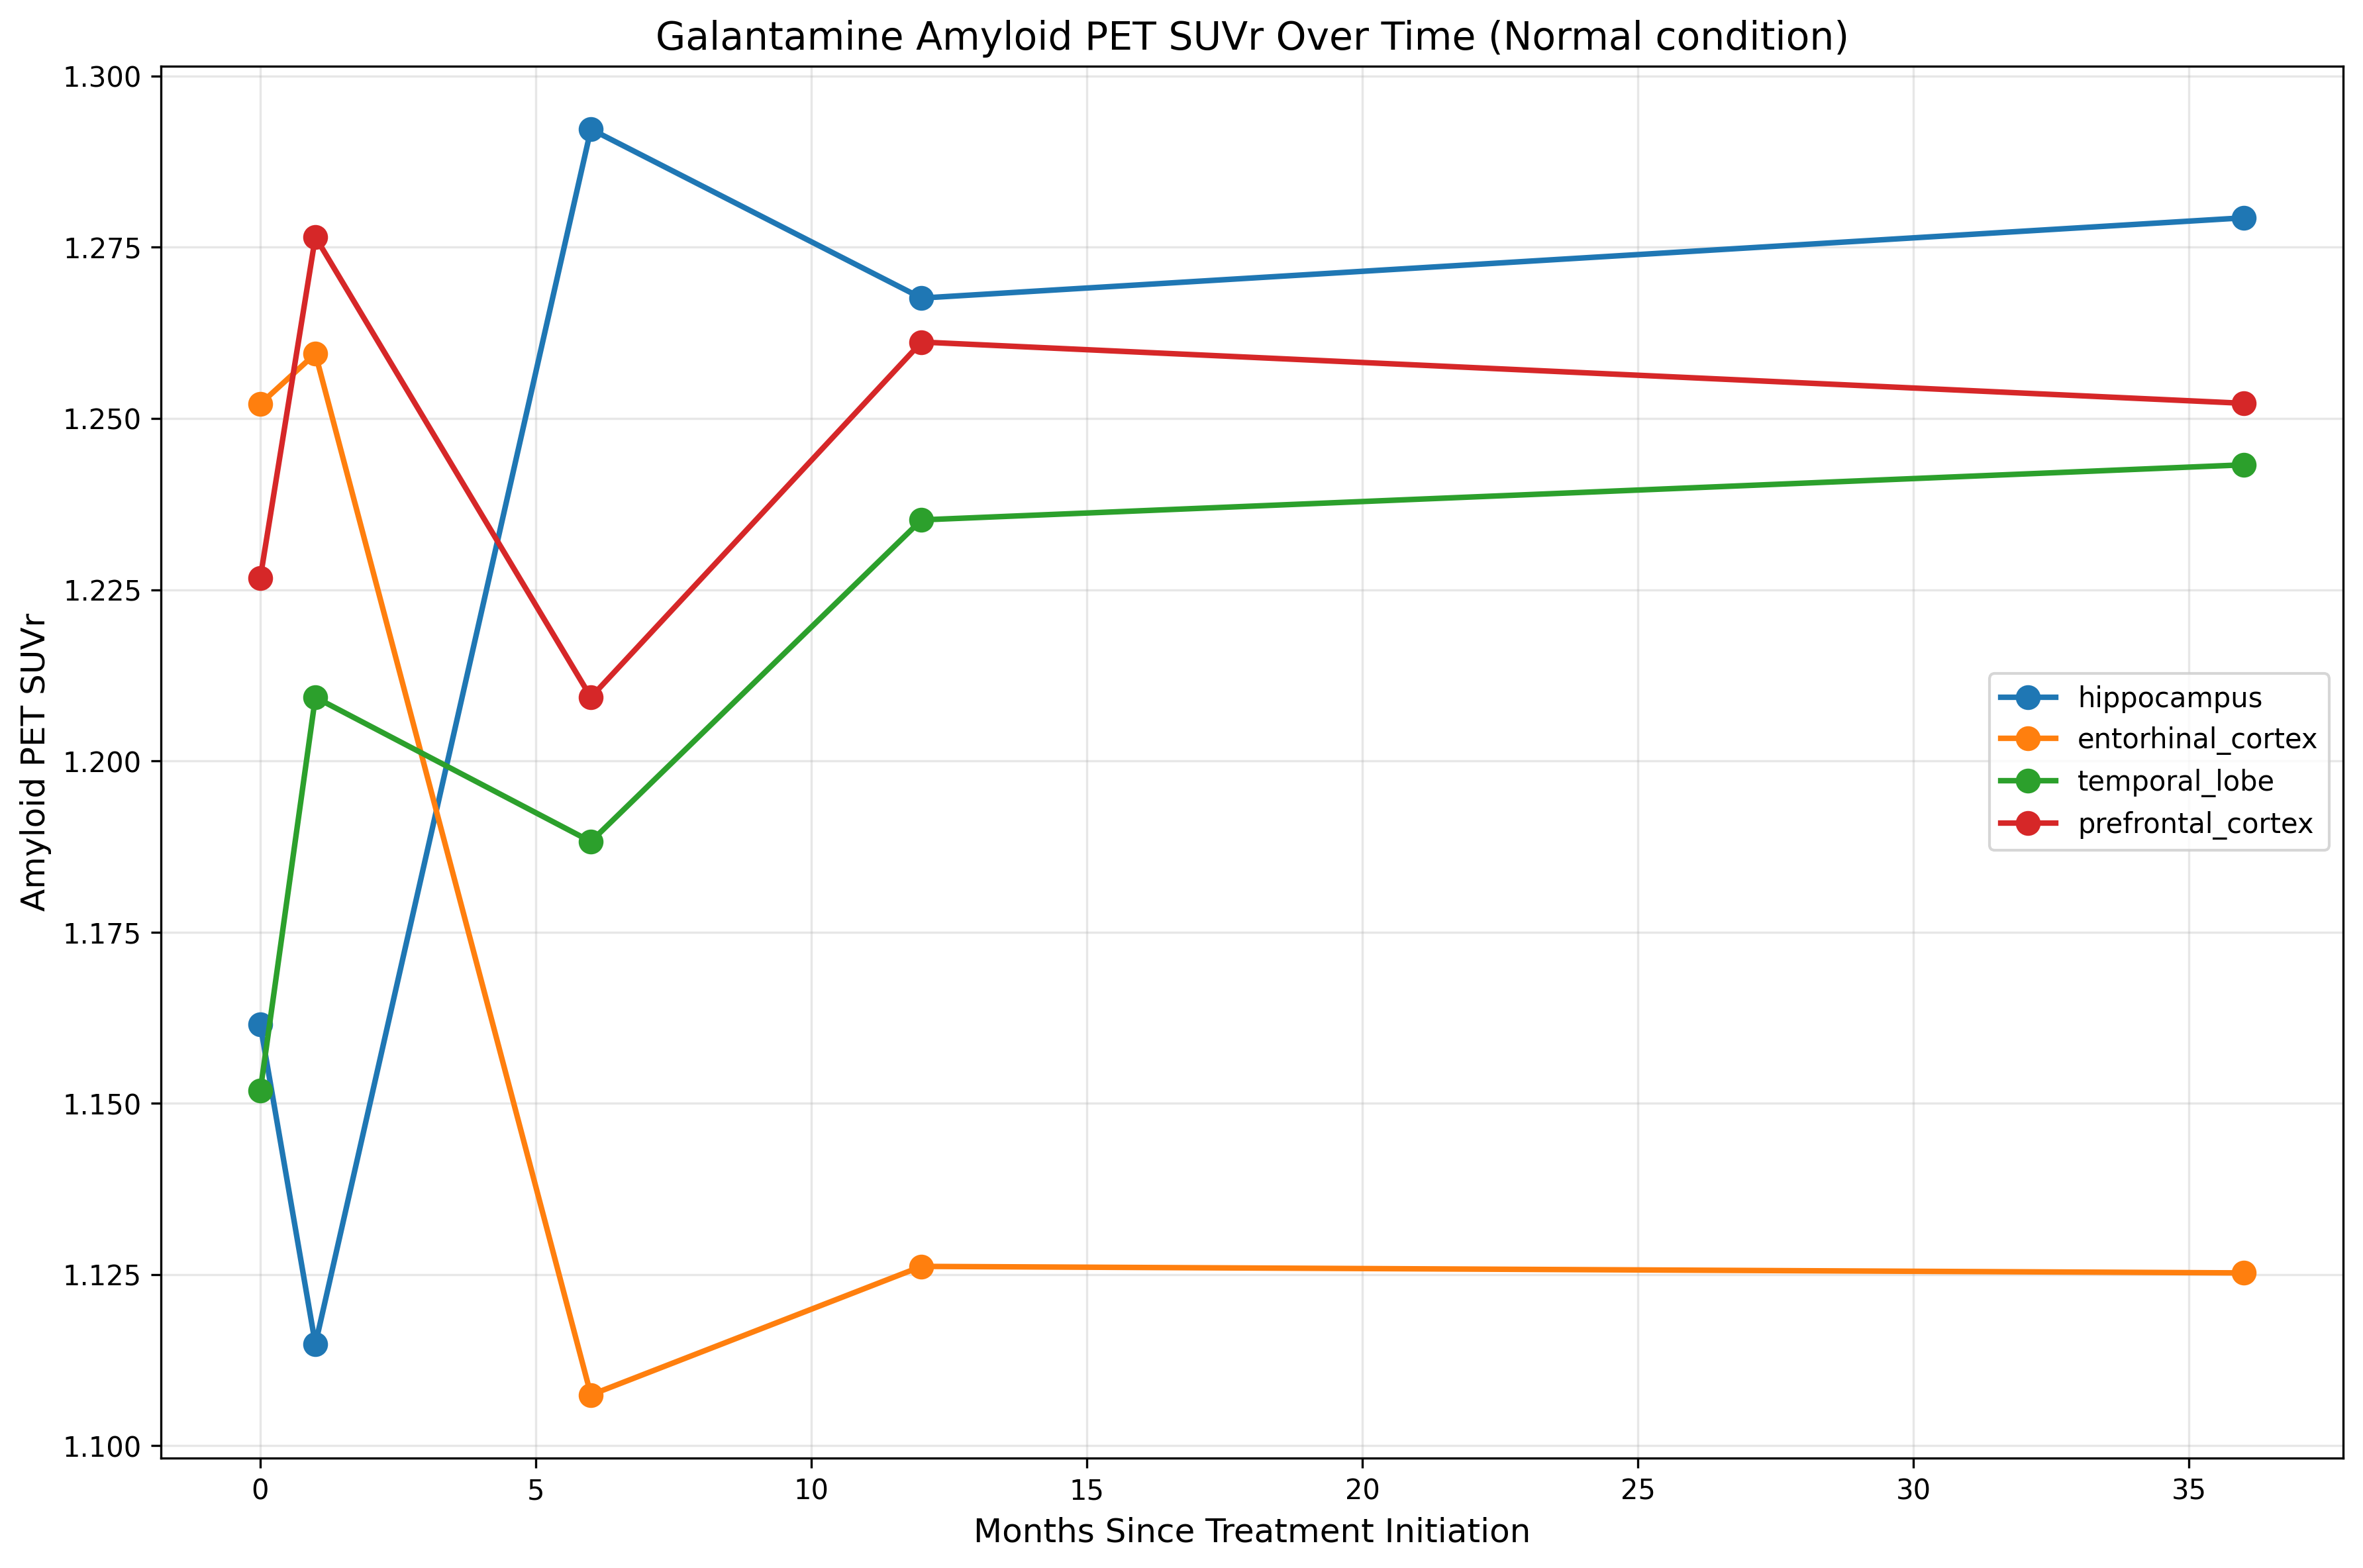 Galantamine Amyloid PET SUVr Over Time (Normal condition)
1.300
1.275
1.250
1.225
1.200
1.175
1.150
1.125
1.100
Amyloid PET SUVr
hippocampus
entorhinal_cortex
temporal_lobe
prefrontal_cortex
0 5 10 15 20 25 30 35
Months Since Treatment Initiation